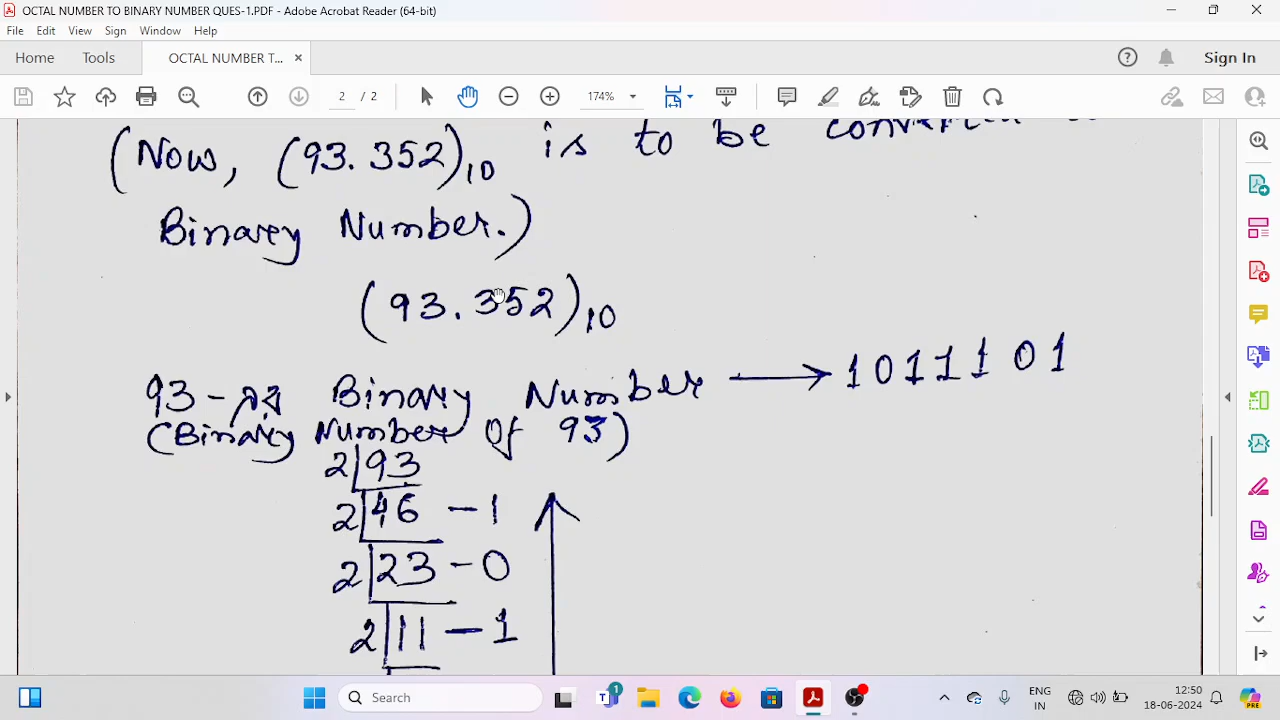 OCTAL NUMBER TO BINARY NUMBER QUES-1.PDF - Adobe Acrobat Reader (64-bit)
File Edit View Sign Window Help
Home Tools OCTAL NUMBER T... × Sign In
2 / 2 174%
(Now, (93.352)10 is to be
Binary Number.)
(93.352)10
93-এর Binary Number → 1011101
(Binary Number Of 93)
2|93
2|46 - 1
2|23 - 0
2|11 - 1
Search
1
ENG
IN
12:50
18-06-2024
PRE